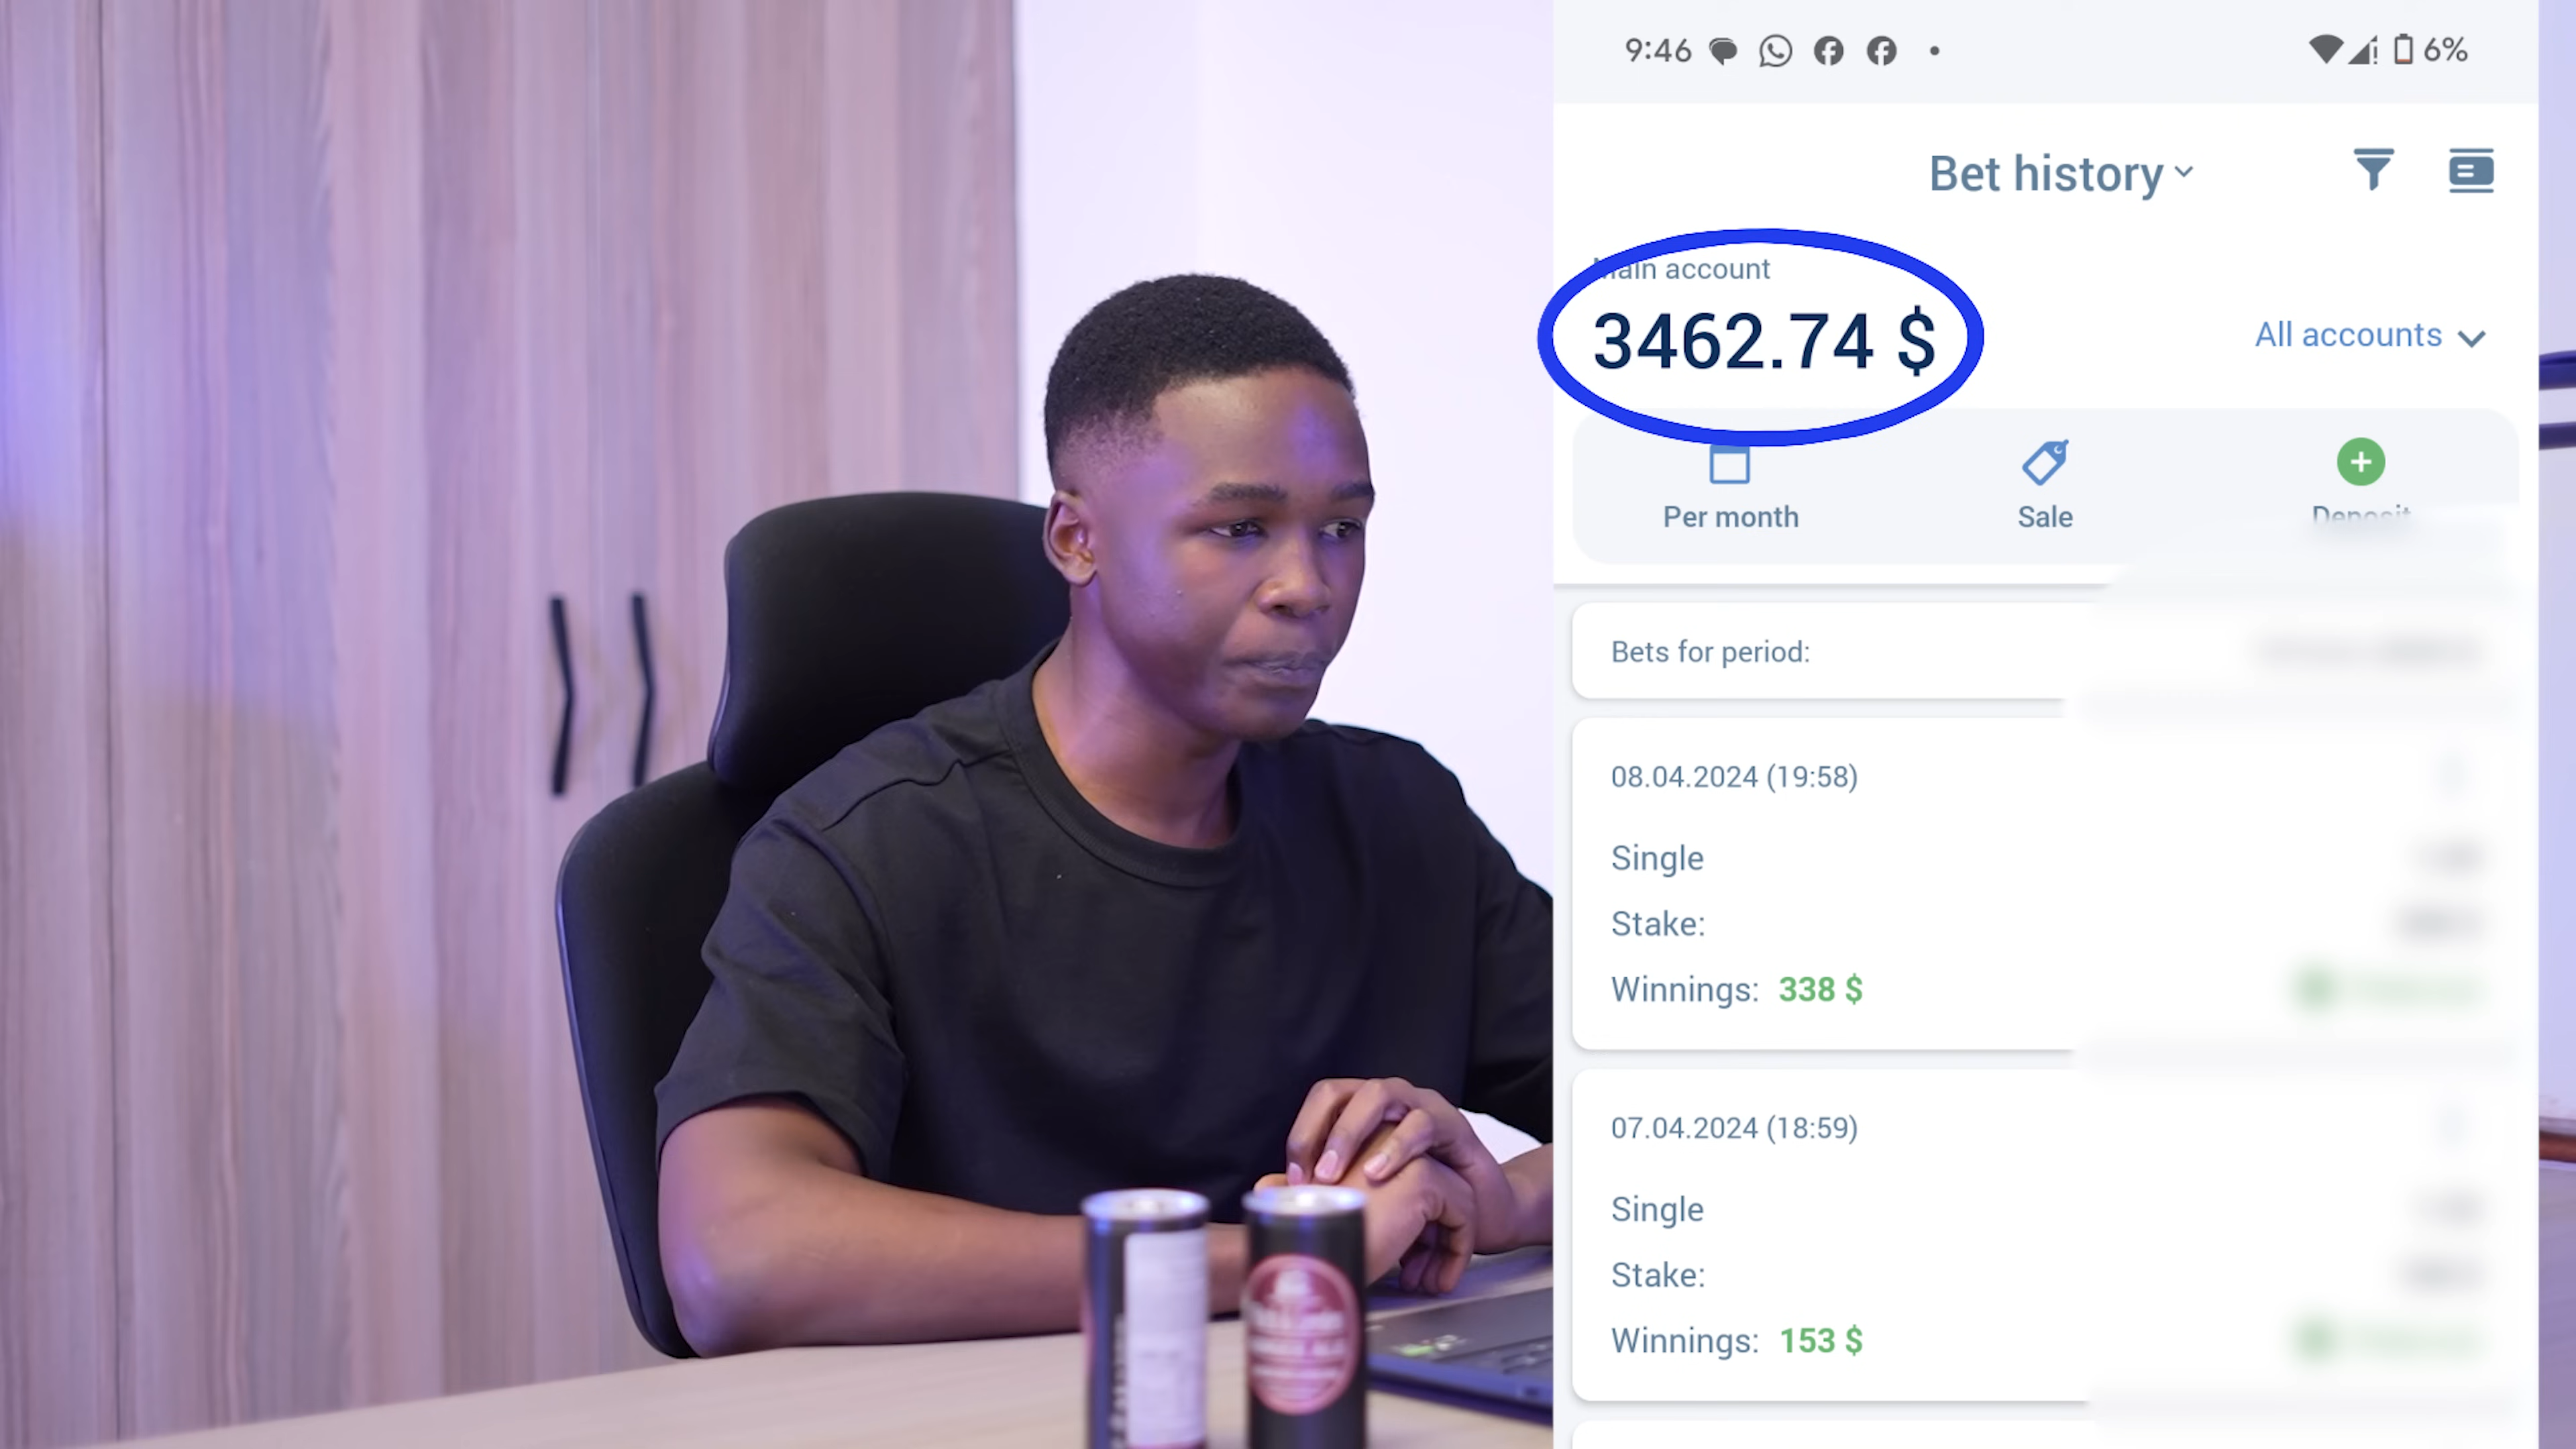 9:46
6%
Bet history
Main account
3462.74 $
All accounts
Per month
Sale
Deposit
Bets for period:
08.04.2024 (19:58)
Single
Stake:
Winnings: 338 $
07.04.2024 (18:59)
Single
Stake:
Winnings: 153 $